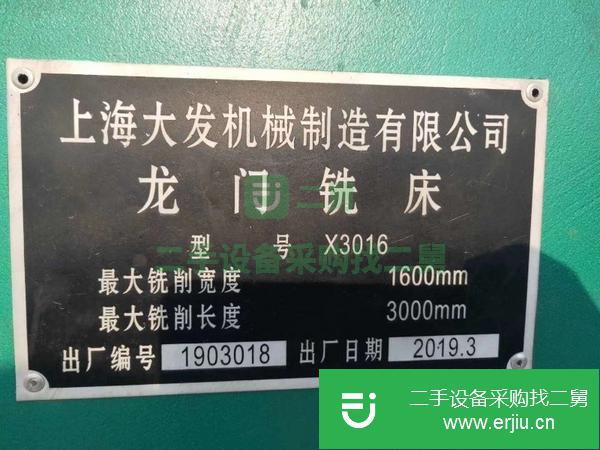 上海大发机械制造有限公司
龙门铣床
二手
型号 X3016
二手设备采购找二舅
最大铣削宽度 1600mm
最大铣削长度 3000mm
出厂编号 1903018 出厂日期 2019.3
二手设备采购找二舅
www.erjiu.cn